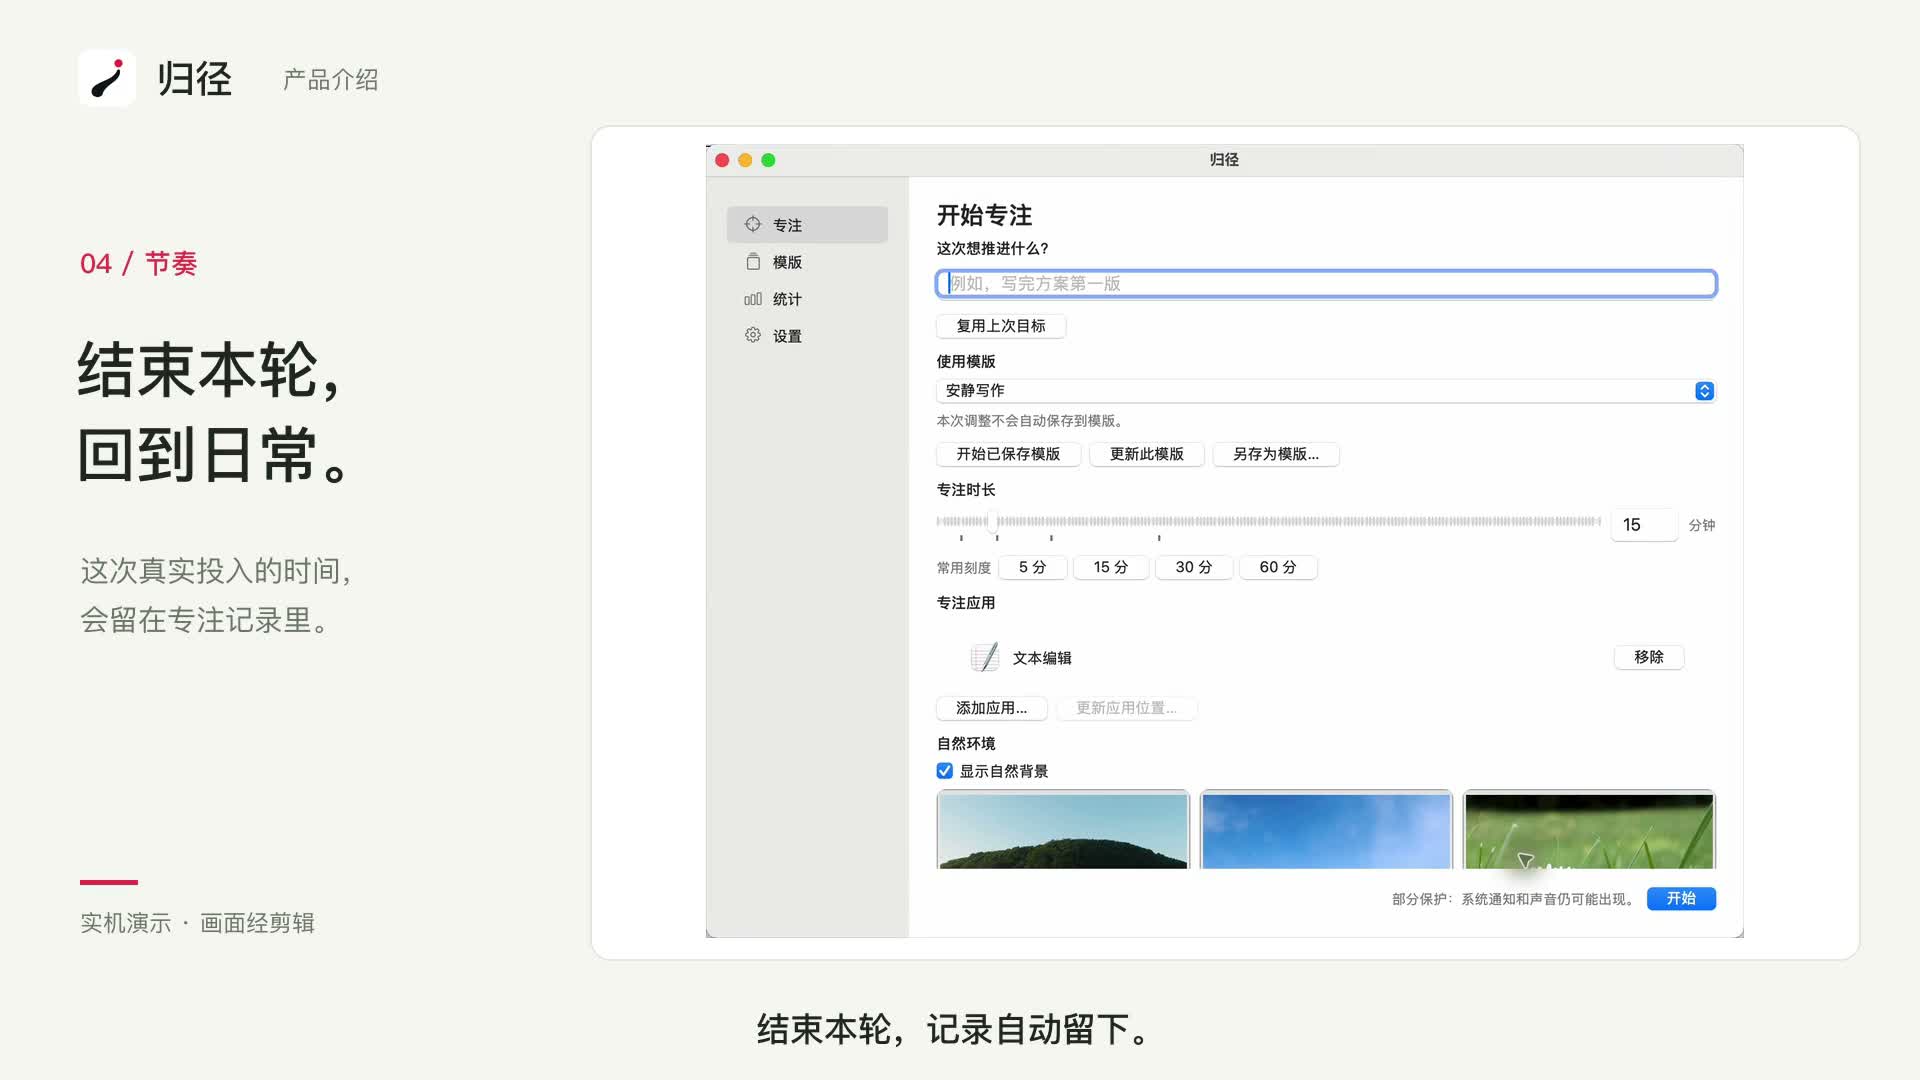 归径
产品介绍
04 / 节奏
结束本轮，
回到日常。
这次真实投入的时间，
会留在专注记录里。
实机演示 · 画面经剪辑
归径
专注
模版
统计
设置
开始专注
这次想推进什么？
例如，写完方案第一版
复用上次目标
使用模版
安静写作
本次调整不会自动保存到模版。
开始已保存模版 更新此模版 另存为模版...
专注时长
15 分钟
常用刻度 5 分 15 分 30 分 60 分
专注应用
文本编辑 移除
添加应用... 更新应用位置...
自然环境
显示自然背景
部分保护：系统通知和声音仍可能出现。 开始
结束本轮，记录自动留下。